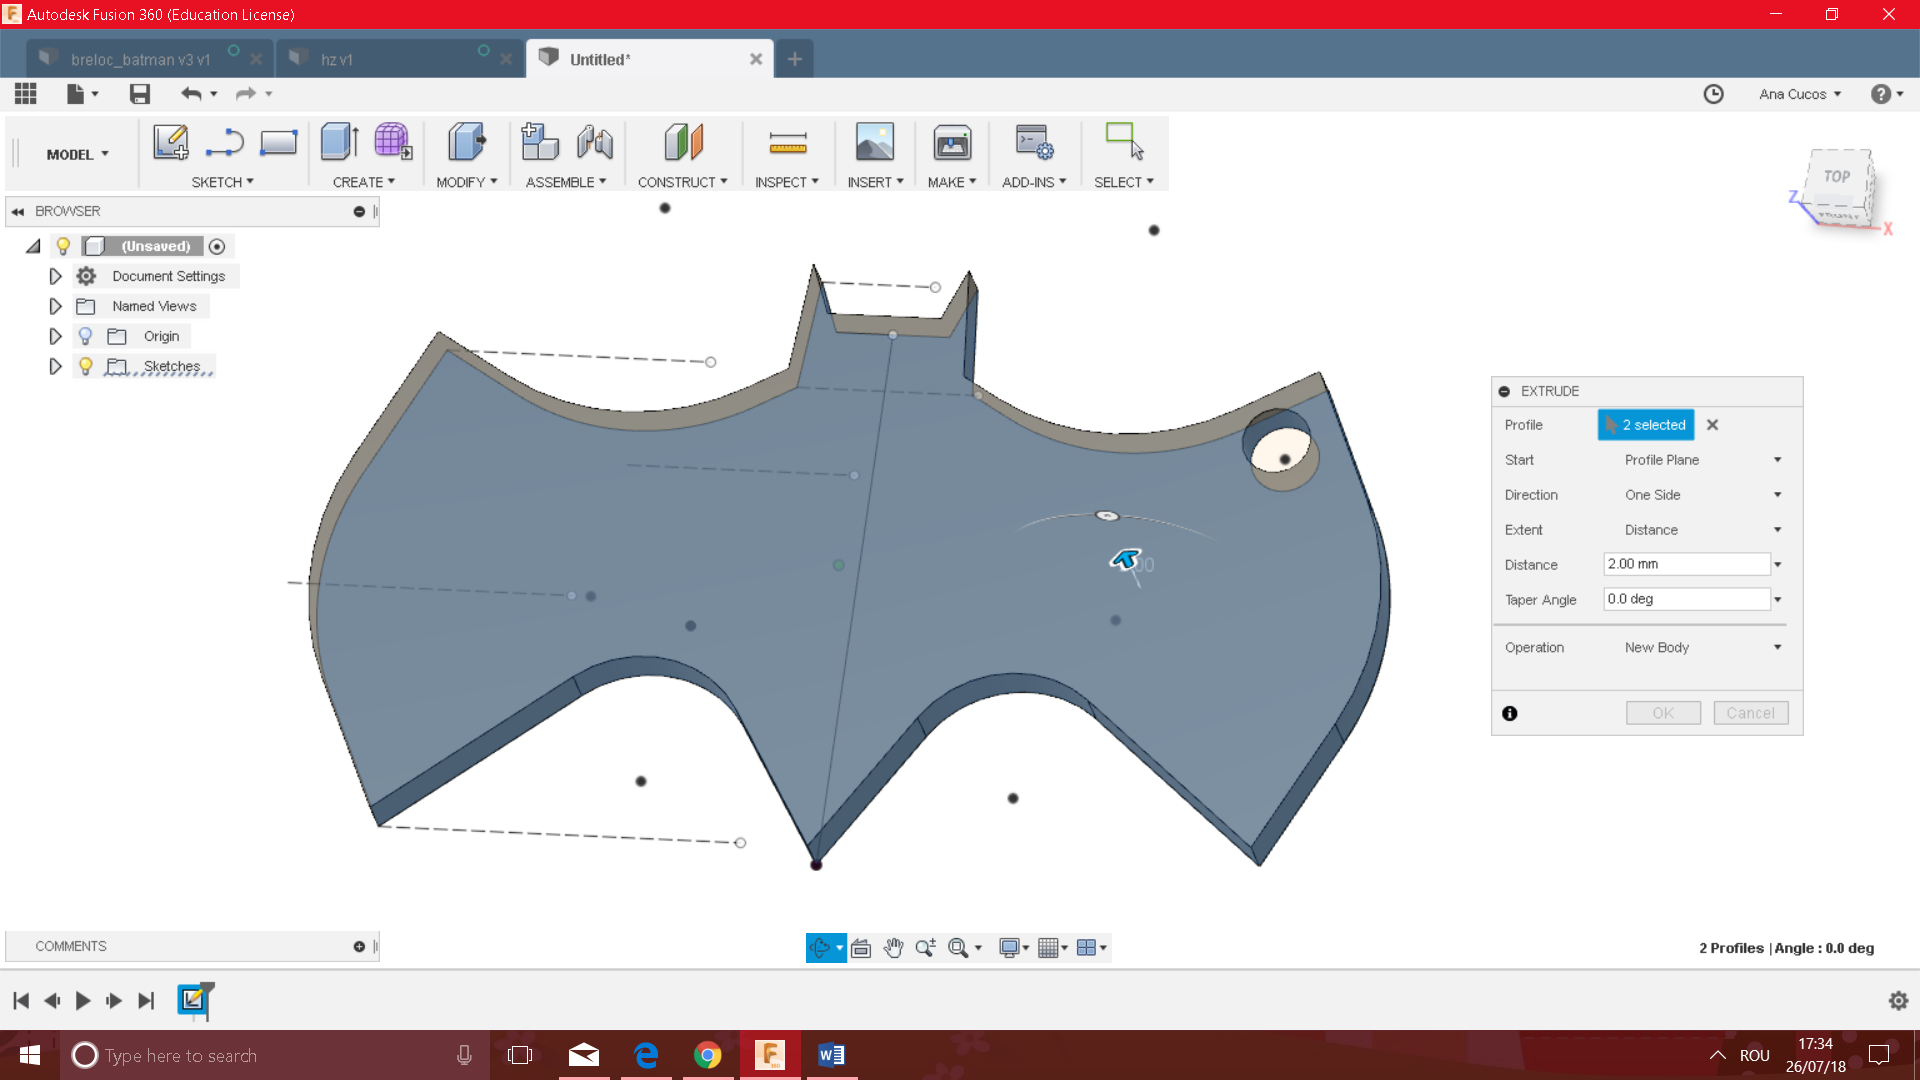 Autodesk Fusion 360 (Education License)
breloc_batman v3 v1
hz v1
Untitled*
Ana Cucos
MODEL
SKETCH
CREATE
MODIFY
ASSEMBLE
CONSTRUCT
INSPECT
INSERT
MAKE
ADD-INS
SELECT
TOP
FRONT
Z
X
BROWSER
(Unsaved)
Document Settings
Named Views
Origin
Sketches
EXTRUDE
Profile
2 selected
Start
Profile Plane
Direction
One Side
Extent
Distance
Distance
2.00 mm
Taper Angle
0.0 deg
Operation
New Body
OK
Cancel
COMMENTS
2 Profiles | Angle : 0.0 deg
Type here to search
ROU
17:34
26/07/18